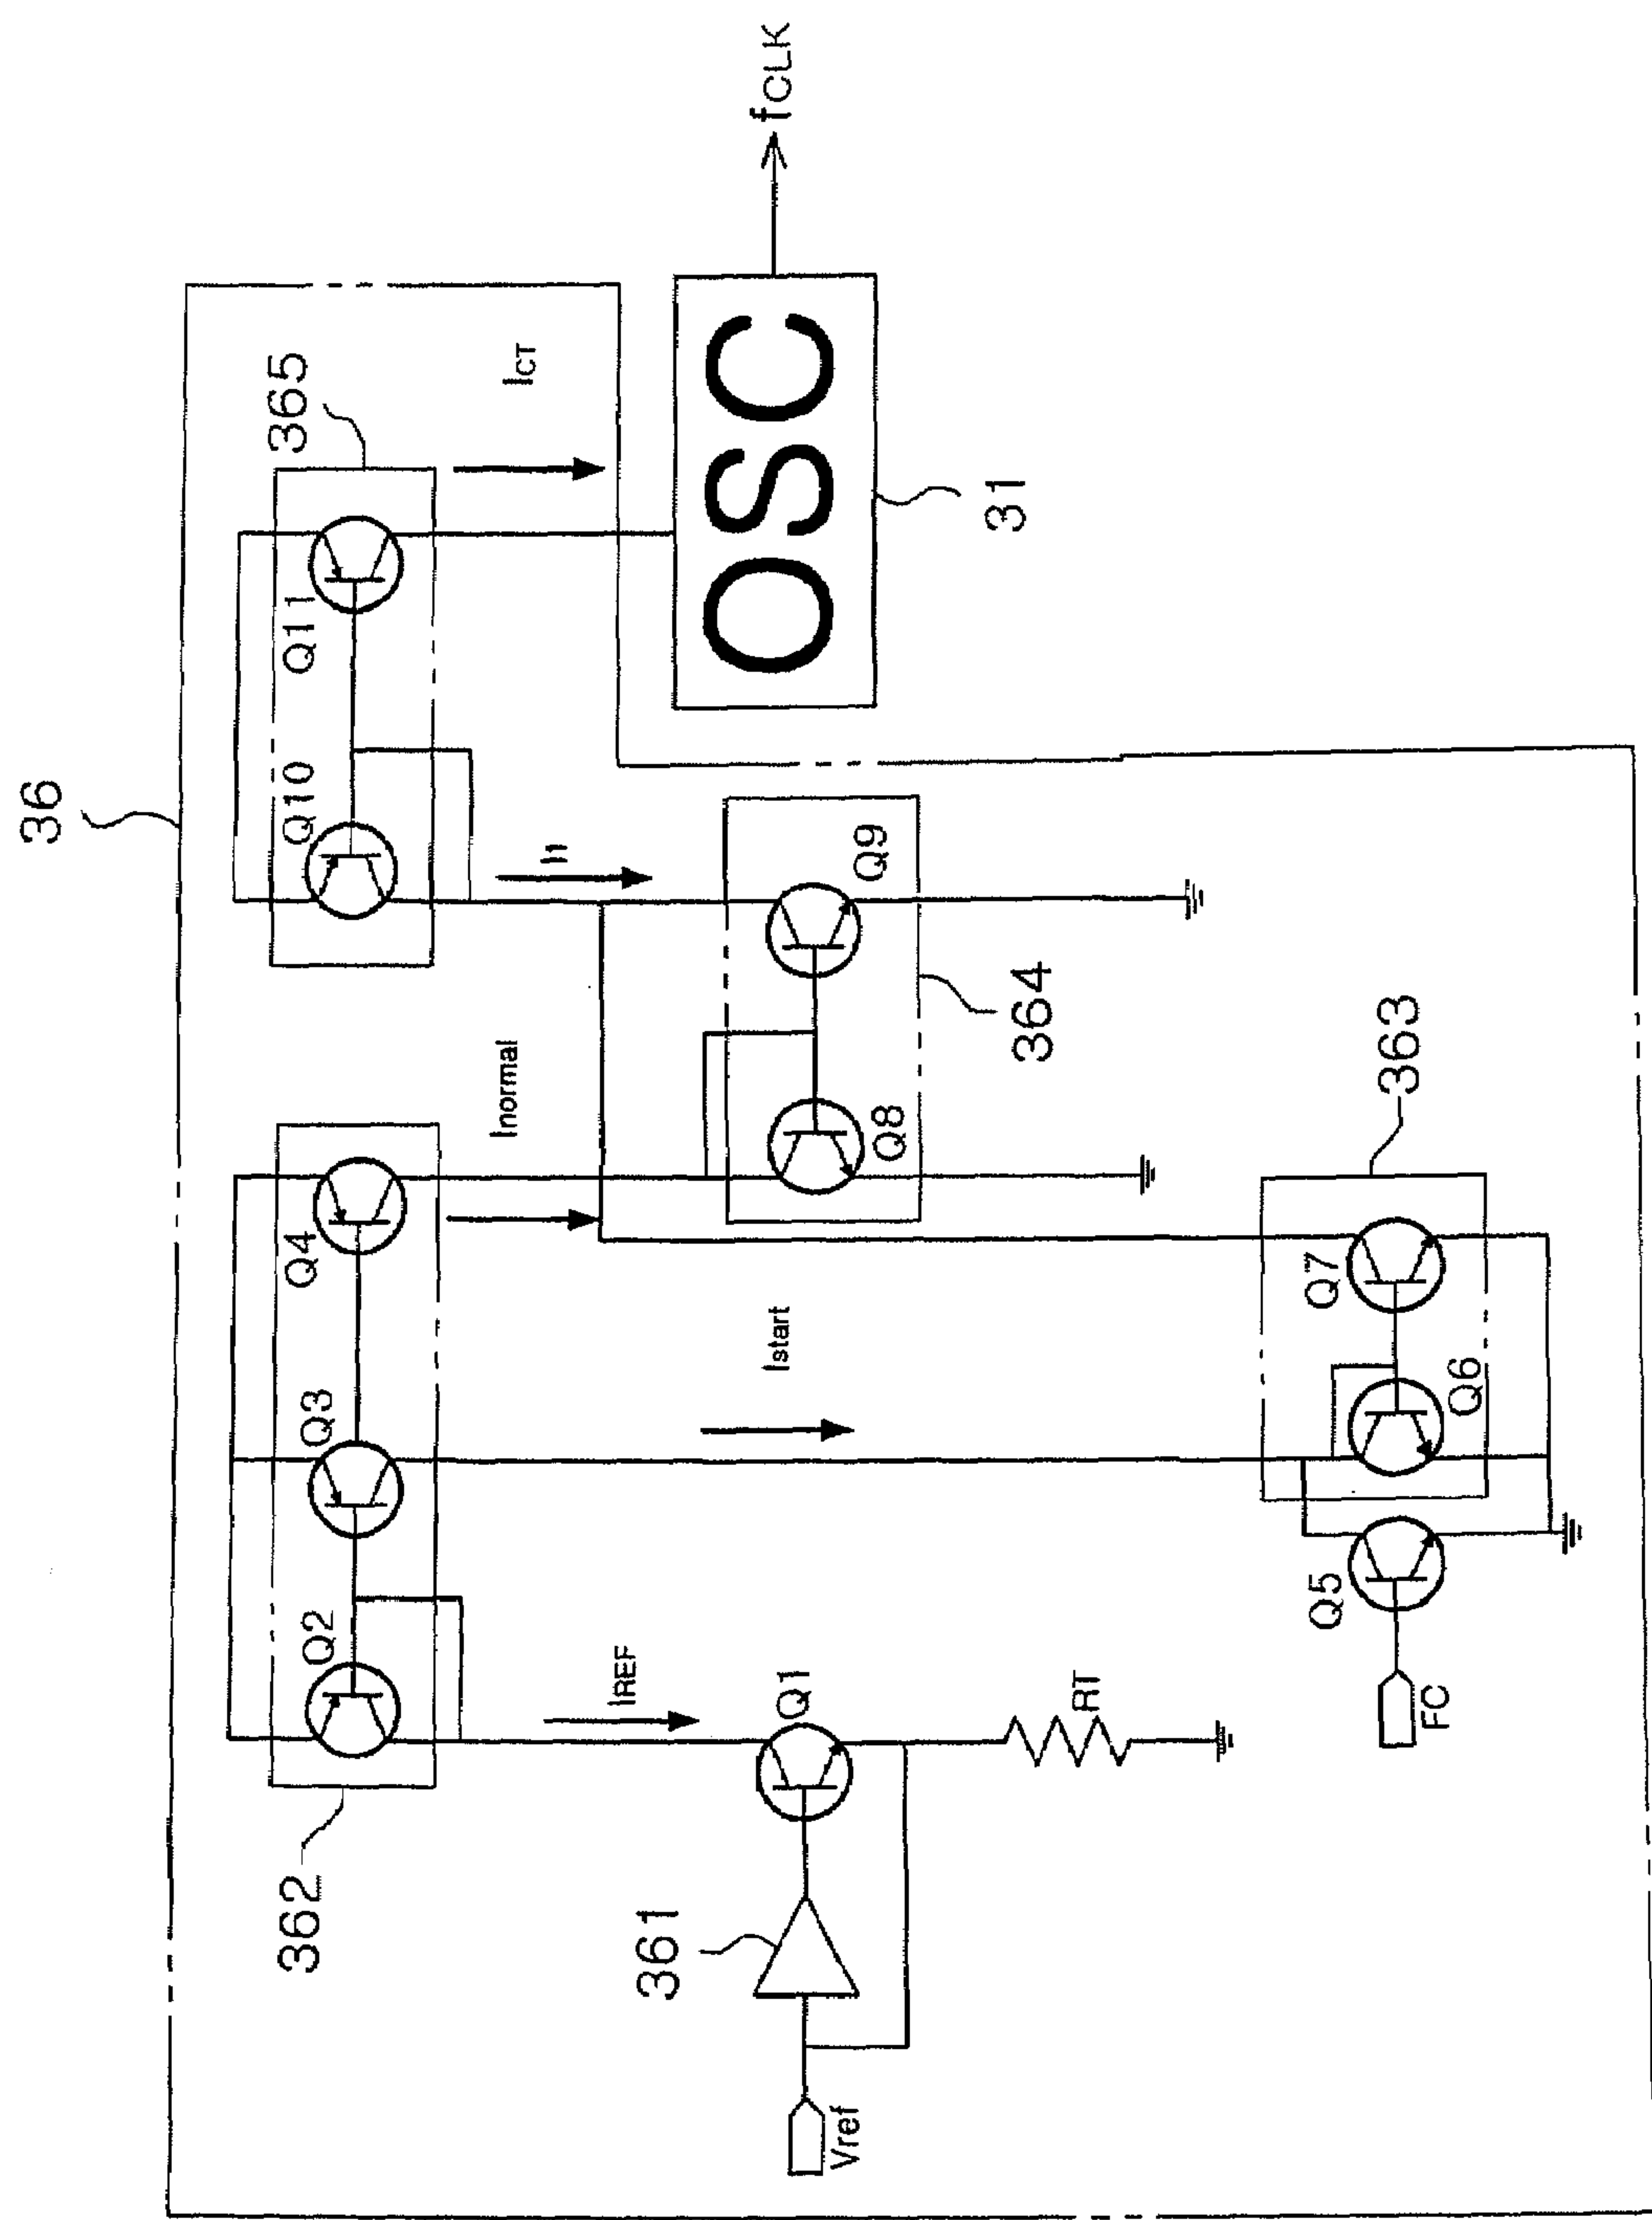 36
365
Q10
Q11
ICT
I1
fCLK
OSC
31
362
Q2
Q3
Q4
Inormal
IREF
Istart
364
Q8
Q9
361
Vref
Q1
RT
363
Q5
Q6
Q7
FC